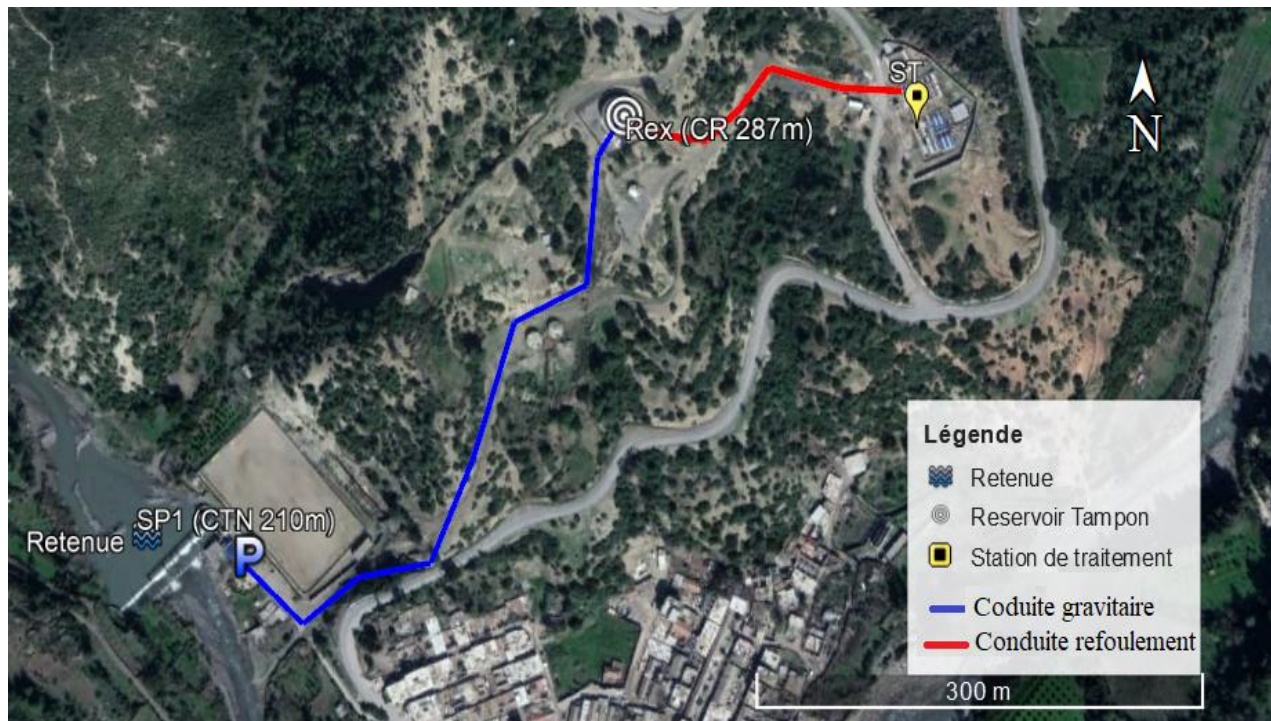 ST
Rex (CR 287m)
N
SP1 (CTN 210m)
Retenue
P
Légende
Retenue
Reservoir Tampon
Station de traitement
Coduite gravitaire
Conduite refoulement
300 m